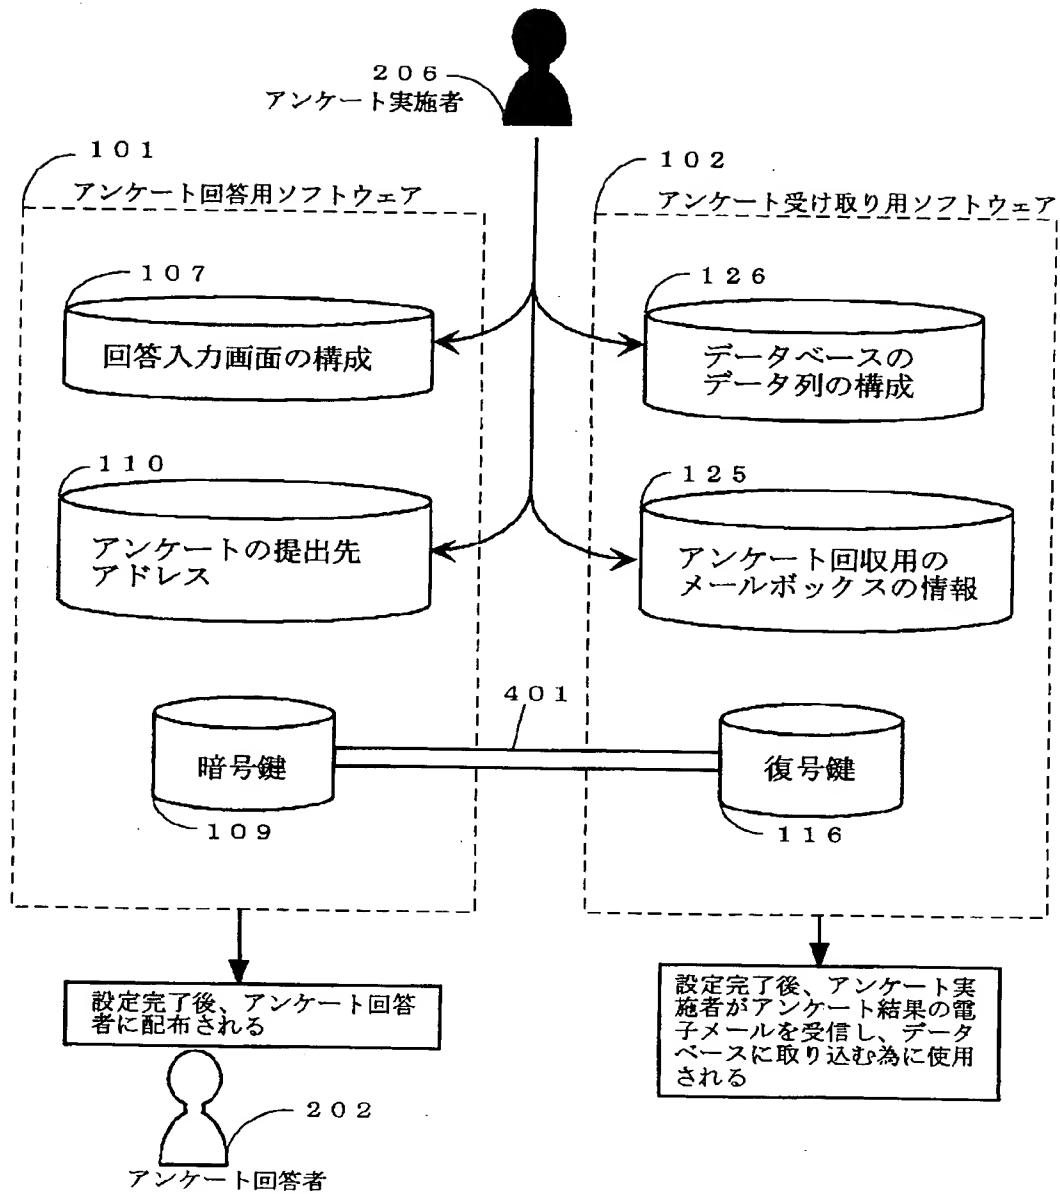 ２０６
アンケート実施者
１０１
アンケート回答用ソフトウェア
１０２
アンケート受け取り用ソフトウェア
１０７
回答入力画面の構成
１２６
データベースの
データ列の構成
１１０
アンケートの提出先
アドレス
１２５
アンケート回収用の
メールボックスの情報
４０１
暗号鍵
１０９
復号鍵
１１６
設定完了後、アンケート回答
者に配布される
設定完了後、アンケート実
施者がアンケート結果の電
子メールを受信し、データ
ベースに取り込む為に使用
される
２０２
アンケート回答者